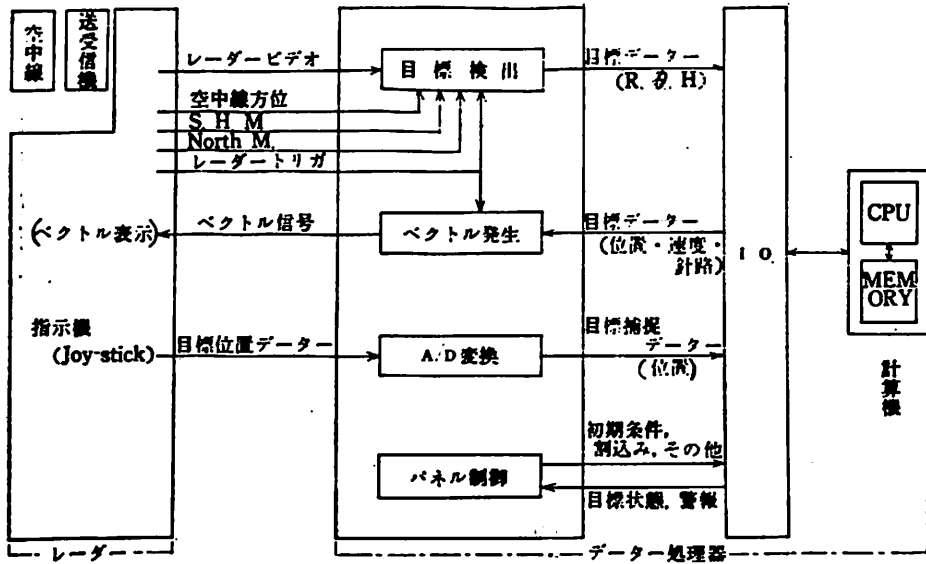 空中線
送受信機
レーダービデオ
空中線方位
S. H M
North M.
レーダートリガ
ベクトル信号
(ベクトル表示)
指示機
(Joy-stick)
目標位置データー
レーダー
目標検出
ベクトル発生
A/D変換
パネル制御
目標データー
(R. θ. H)
目標データー
(位置・速度・
針路)
目標捕捉
データー
(位置)
初期条件,
割込み,その他
目標状態, 警報
I O
データー処理器
CPU
MEM
ORY
計算機